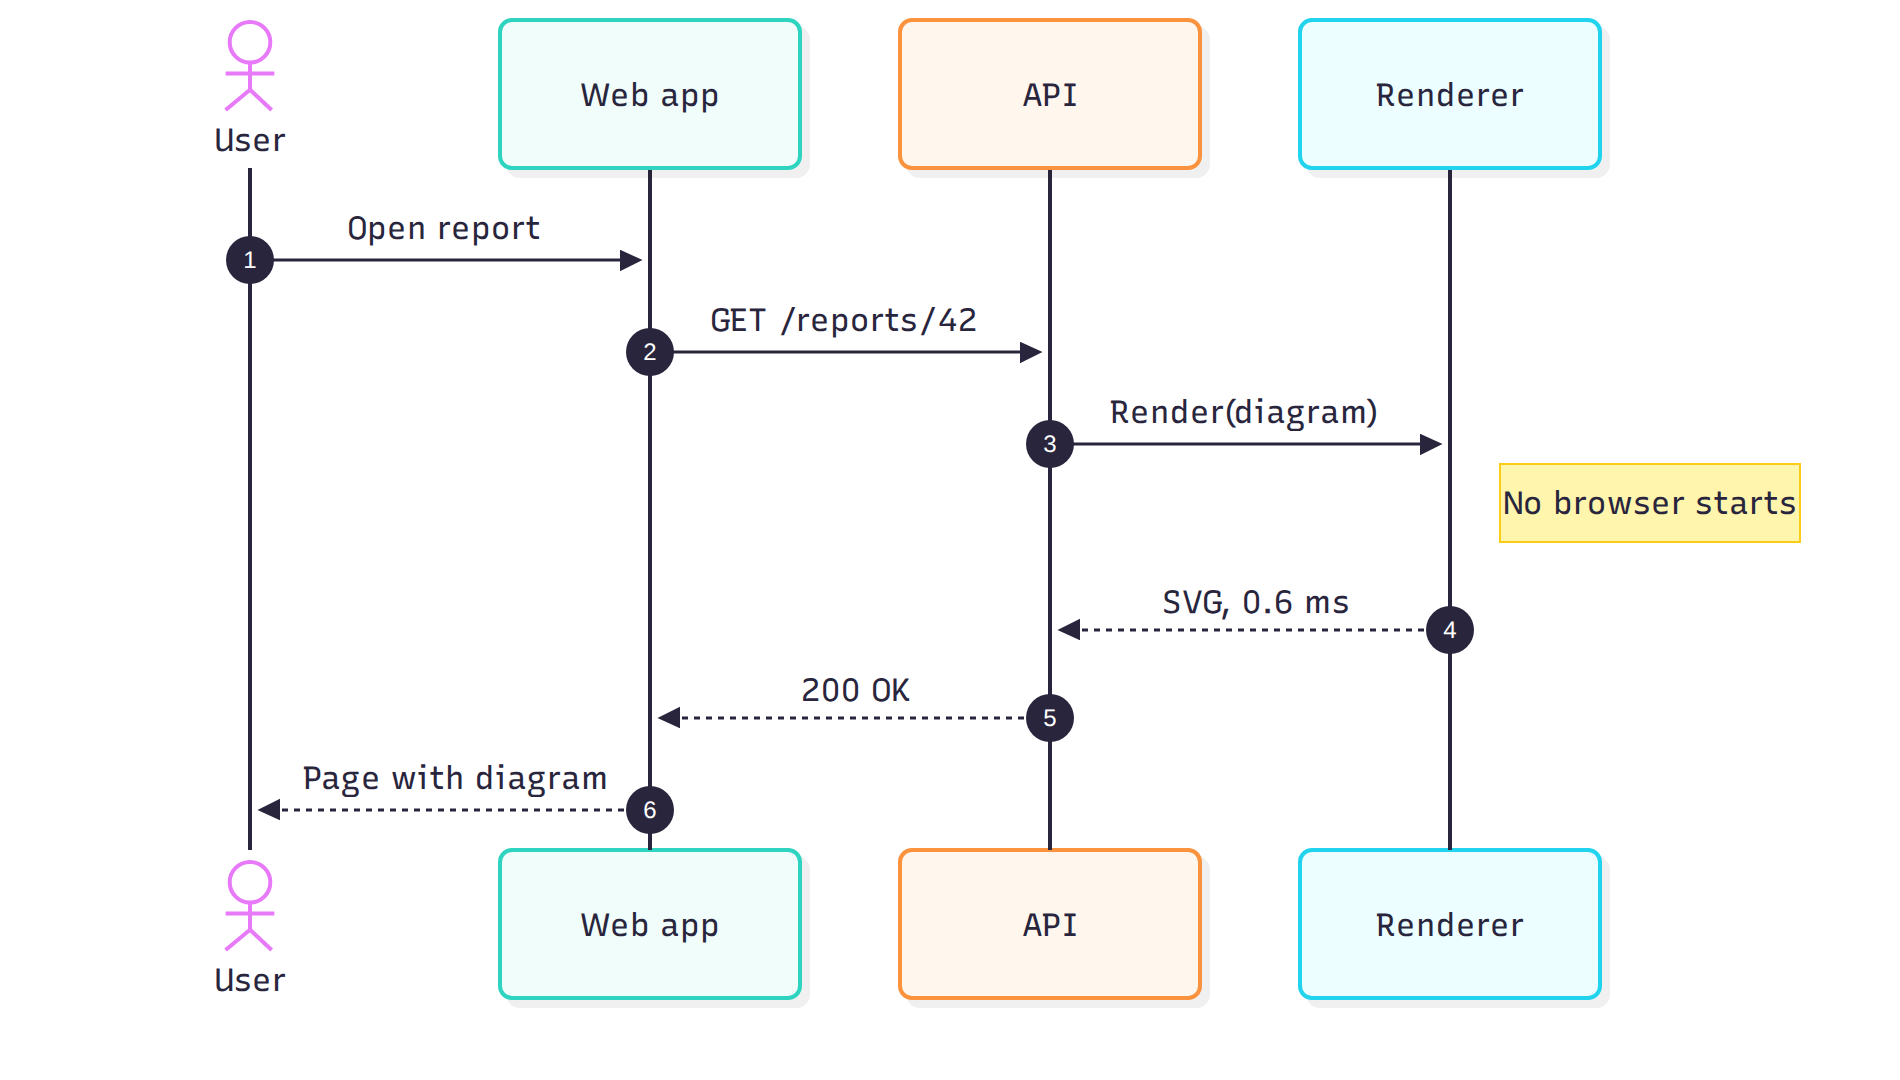 User
Web app
API
Renderer
Open report
1
GET /reports/42
2
Render(diagram)
3
No browser starts
SVG, 0.6 ms
4
200 OK
5
Page with diagram
6
User
Web app
API
Renderer